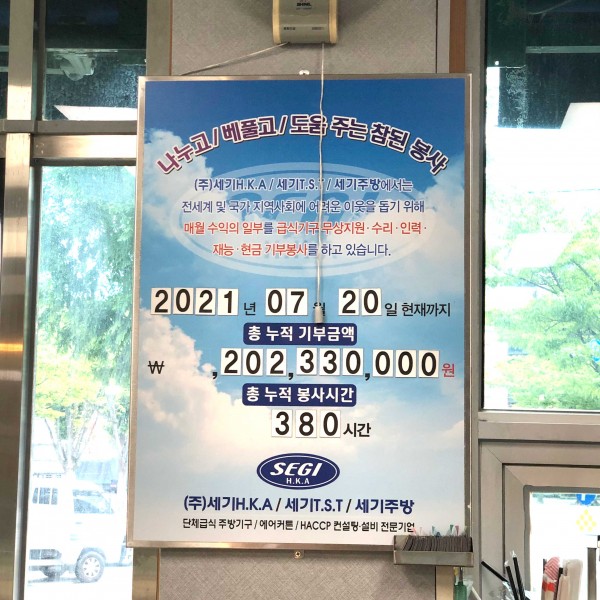 나누고/베풀고/도움 주는 참된 봉사
(주)세기H.K.A / 세기T.S.T / 세기주방에서는
전세계 및 국가 지역사회에 어려운 이웃을 돕기 위해
매월 수익의 일부를 급식기구 무상지원·수리·인력·
재능·현금 기부봉사를 하고 있습니다.
2021년 07월 20일 현재까지
총 누적 기부금액
₩ ,202,330,000원
총 누적 봉사시간
380시간
SEGI
H.K.A
(주)세기H.K.A / 세기T.S.T / 세기주방
단체급식 주방기구 / 에어커튼 / HACCP 컨설팅·설비 전문기업